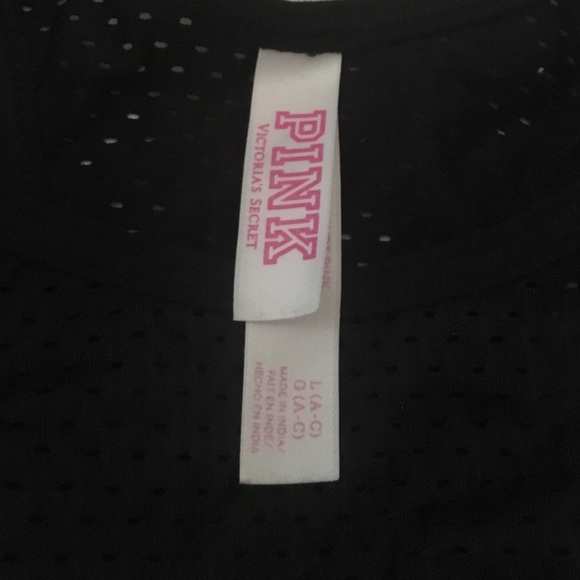 PINK
VICTORIA'S SECRET
L (A-C)
G (A-C)
MADE IN INDIA/
FAIT EN INDE/
HECHO EN INDIA